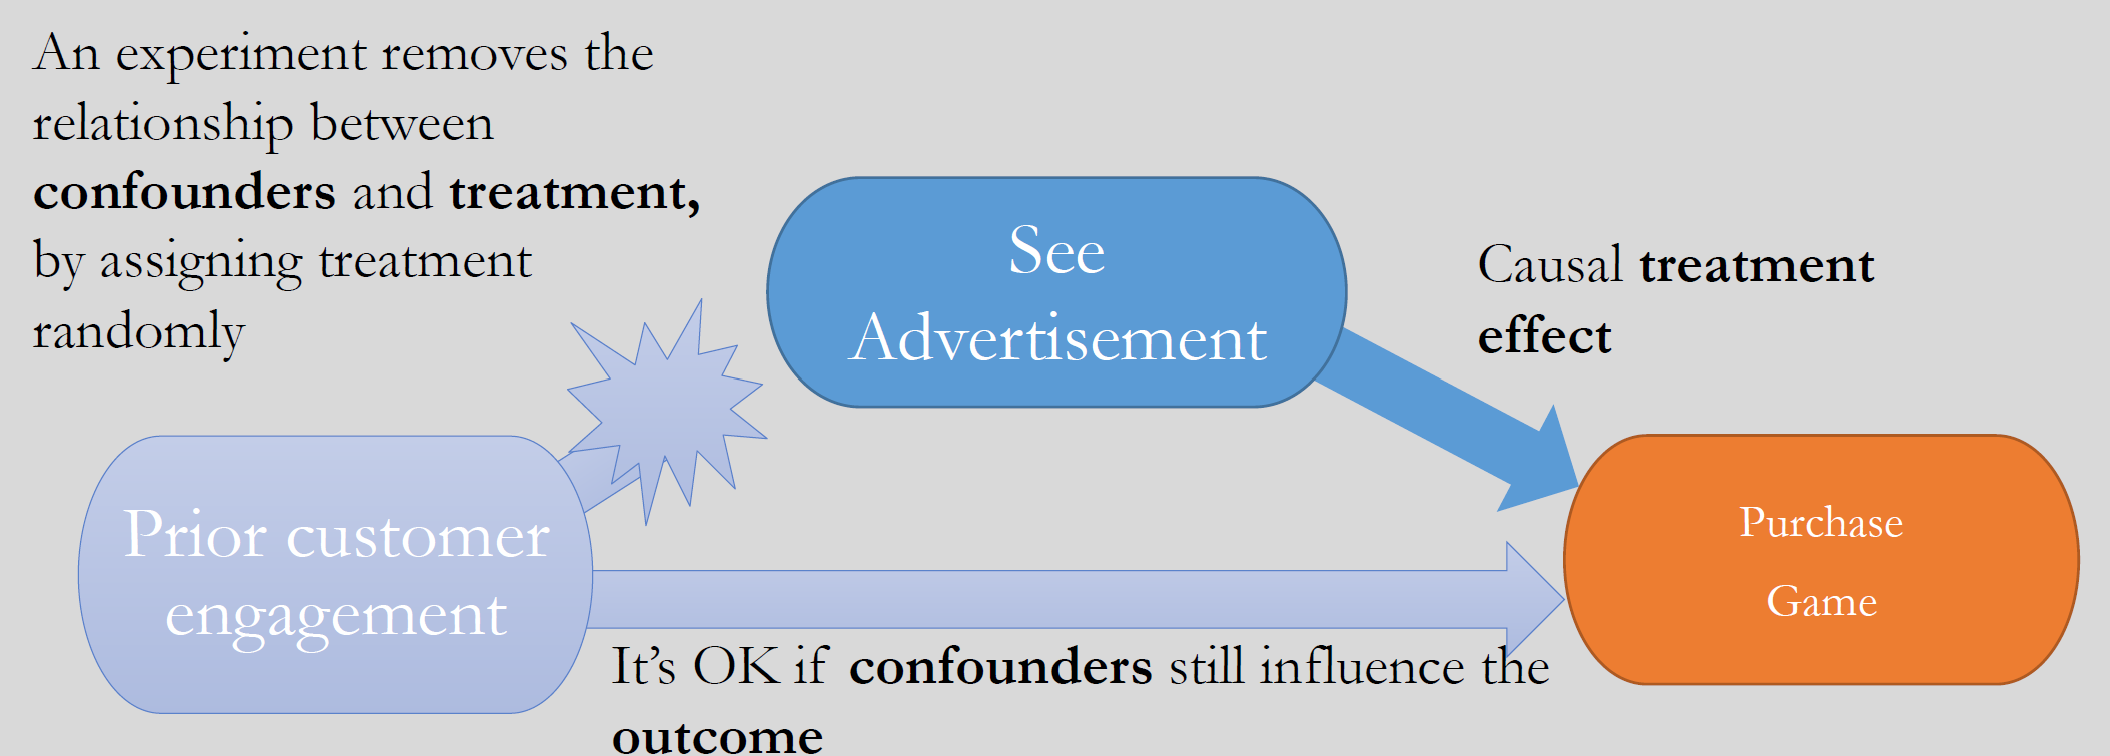 An experiment removes the
relationship between
confounders and treatment,
by assigning treatment
randomly
See
Advertisement
Causal treatment
effect
Prior customer
engagement
Purchase
Game
It’s OK if confounders still influence the
outcome